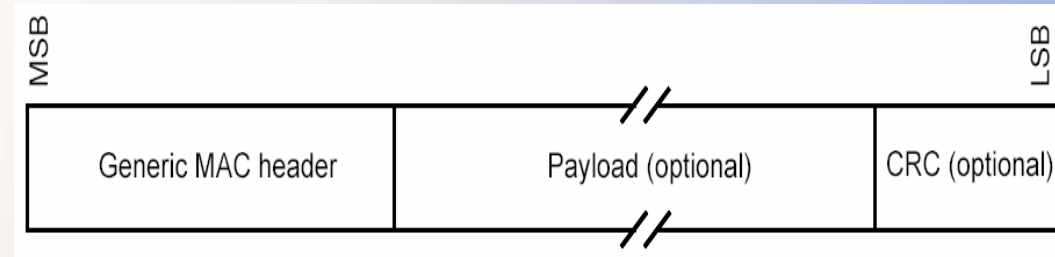 MSB
LSB
Generic MAC header
Payload (optional)
CRC (optional)